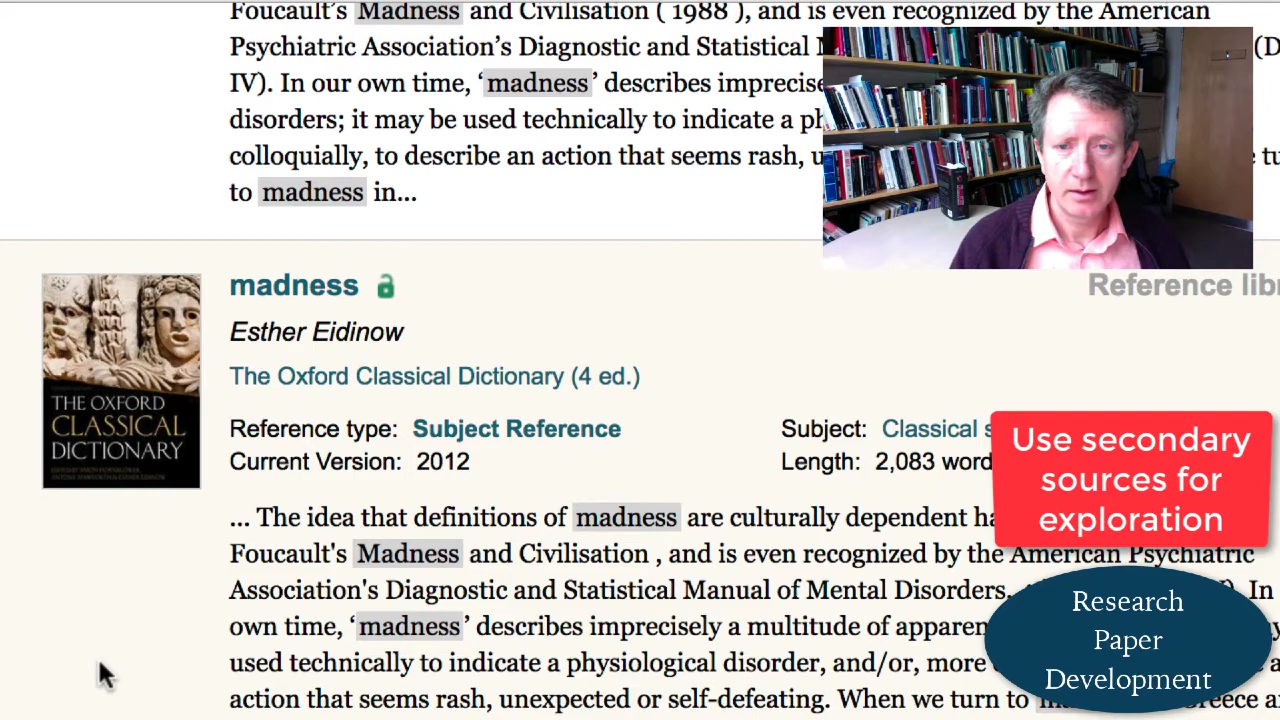 Foucault's Madness and Civilisation ( 1988 ), and is even recognized by the American
Psychiatric Association's Diagnostic and Statistical (D
IV). In our own time, ‘madness’ describes imprecise
disorders; it may be used technically to indicate a ph
colloquially, to describe an action that seems rash, u tu
to madness in...
madness
Reference lib
Esther Eidinow
The Oxford Classical Dictionary (4 ed.)
THE OXFORD
CLASSICAL
DICTIONARY
Reference type: Subject Reference
Subject: Classical s
Current Version: 2012
Length: 2,083 word
Use secondary
sources for
exploration
... The idea that definitions of madness are culturally dependent ha
Foucault's Madness and Civilisation , and is even recognized by the American Psychiatric
Association's Diagnostic and Statistical Manual of Mental Disorders, In
own time, ‘madness’ describes imprecisely a multitude of apparen
used technically to indicate a physiological disorder, and/or, more
action that seems rash, unexpected or self-defeating. When we turn to
Research
Paper
Development